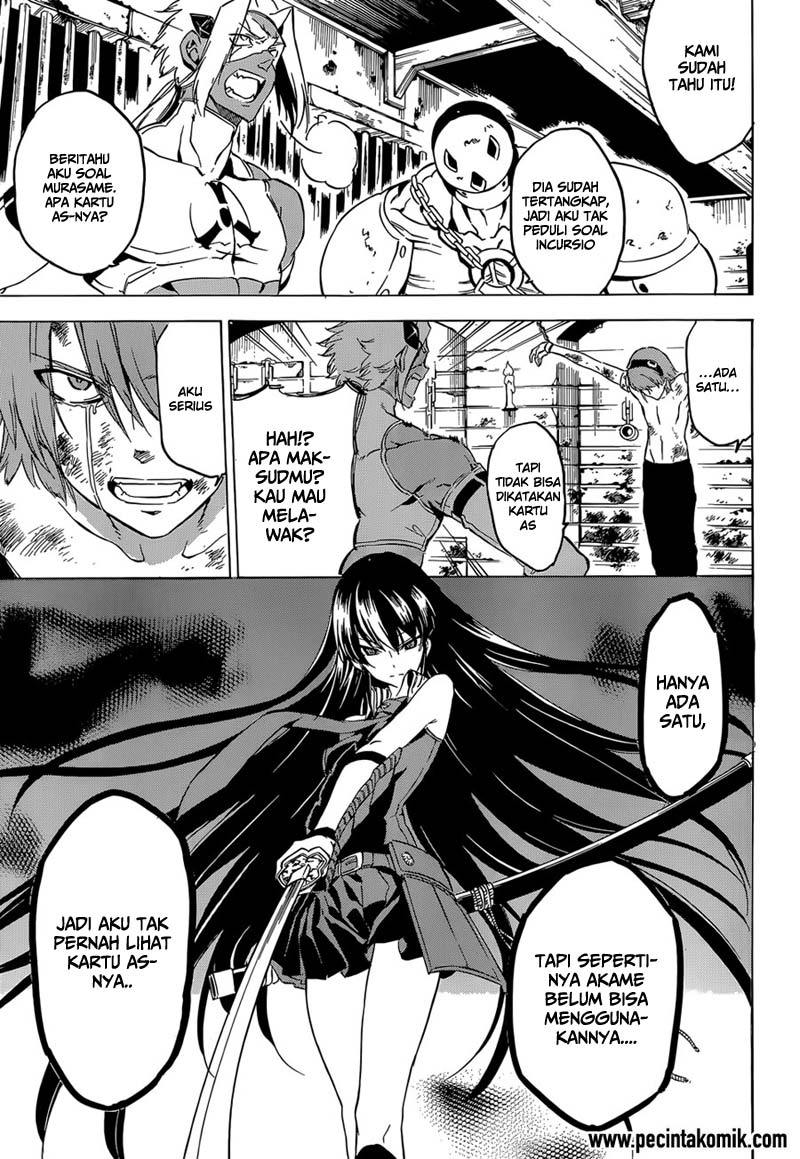 KAMI
SUDAH
TAHU ITU!
DIA SUDAH
TERTANGKAP,
JADI AKU TAK
PEDULI SOAL
INCURSIO
BERITAHU
AKU SOAL
MURASAME.
APA KARTU
AS-NYA?
...ADA
SATU...
TAPI
TIDAK BISA
DIKATAKAN
KARTU
AS
HAH!?
APA MAK-
SUDMU?
KAU MAU
MELA-
WAK?
AKU
SERIUS
HANYA
ADA
SATU,
TAPI SEPERTI-
NYA AKAME
BELUM BISA
MENGGUNA-
KANNYA....
JADI AKU TAK
PERNAH LIHAT
KARTU AS-
NYA..
www.pecintakomik.com